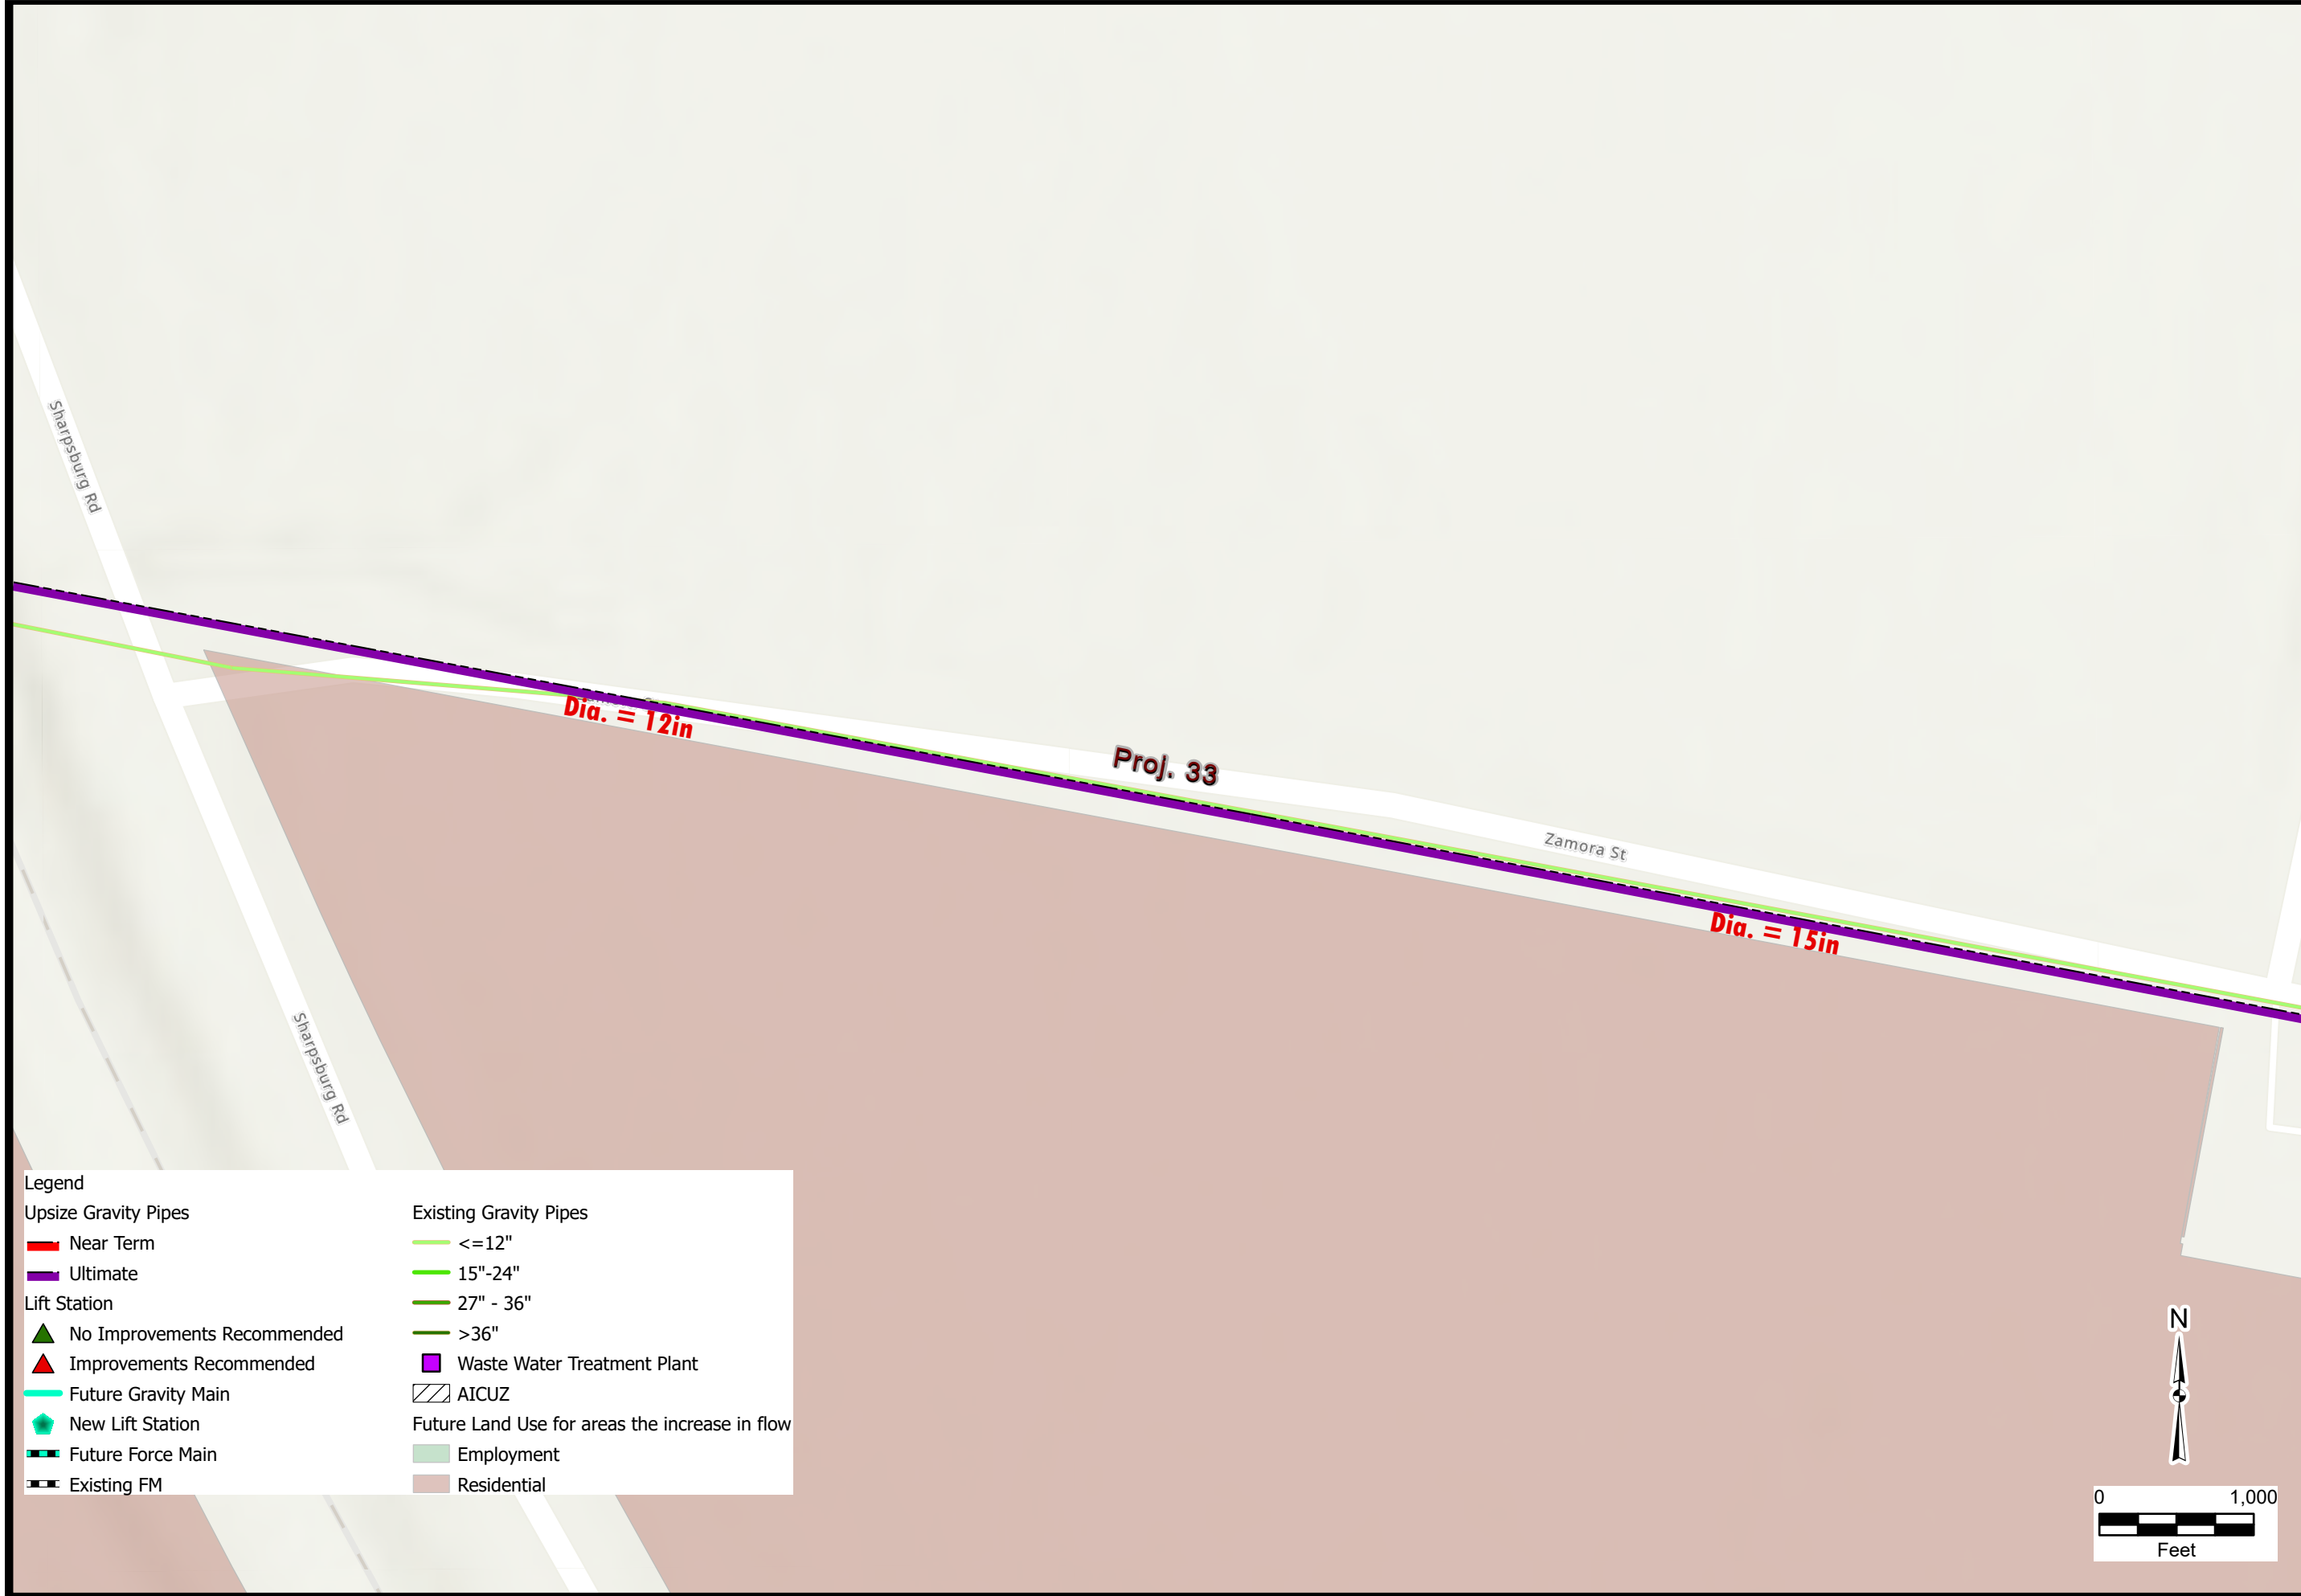 Sharpsburg Rd
Dia. = 12in
Proj. 33
Zamora St
Dia. = 15in
Sharpsburg Rd
Legend
Upsize Gravity Pipes
Near Term
Ultimate
Lift Station
No Improvements Recommended
Improvements Recommended
Future Gravity Main
New Lift Station
Future Force Main
Existing FM
Existing Gravity Pipes
<=12"
15"-24"
27" - 36"
>36"
Waste Water Treatment Plant
AICUZ
Future Land Use for areas the increase in flow
Employment
Residential
N
0 1,000
Feet